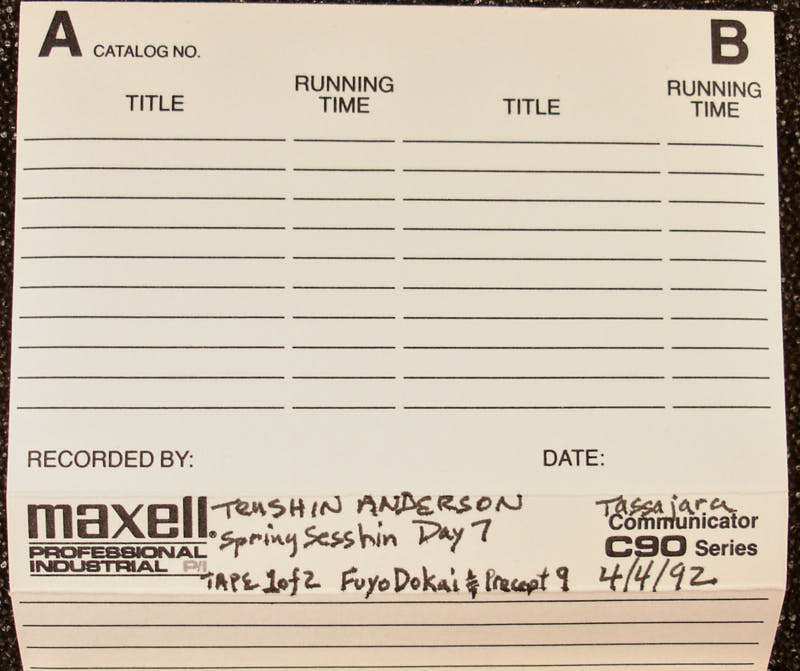 A CATALOG NO. B
TITLE RUNNING TIME TITLE RUNNING TIME
RECORDED BY: DATE:
maxell
PROFESSIONAL
INDUSTRIAL P/I
TENSHIN ANDERSON
Spring Sesshin Day 7
TAPE 1 of 2 Fuyo Dokai & Precept 9
Tassajara
Communicator
C90 Series
4/4/92